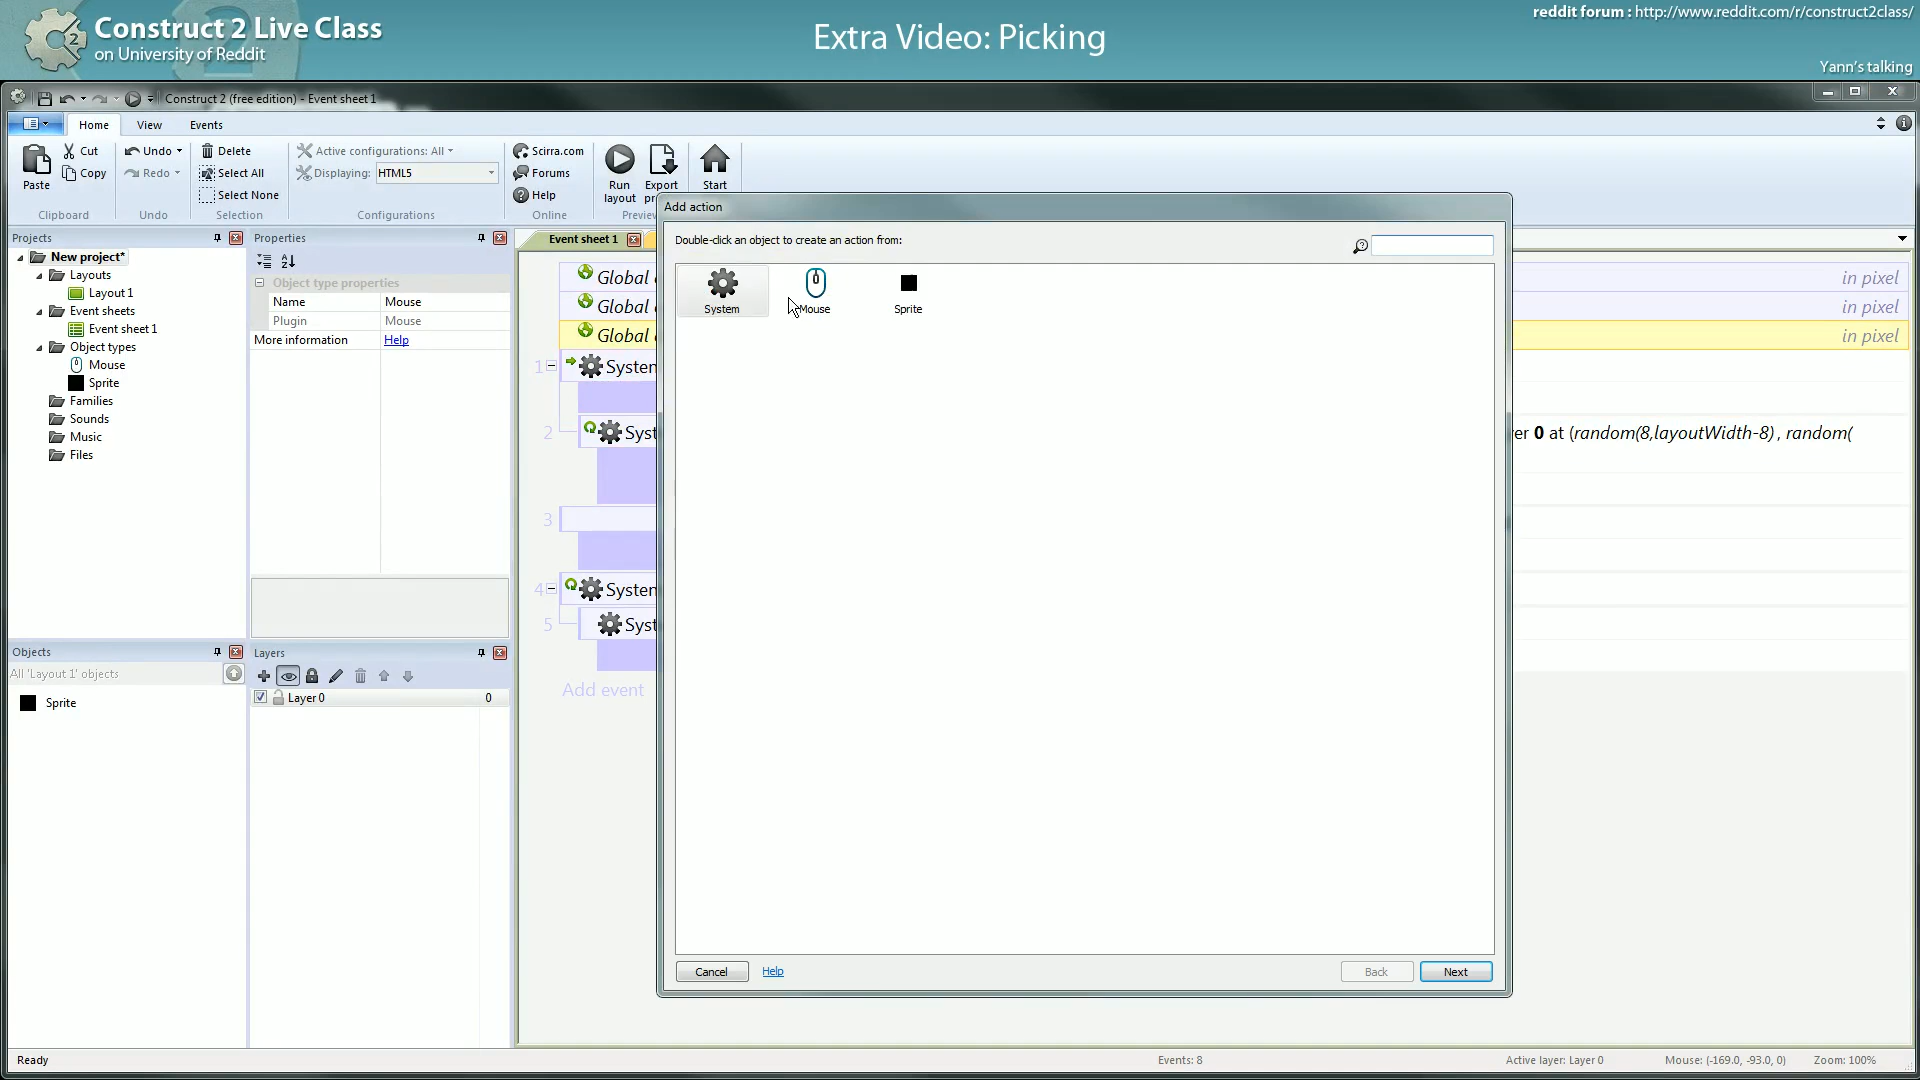 Construct 2 Live Class
on University of Reddit
Extra Video: Picking
reddit forum : http://www.reddit.com/r/construct2class/
Yann's talking
Construct 2 (free edition) - Event sheet 1
Home
View
Events
Paste
Cut
Copy
Clipboard
Undo
Redo
Undo
Delete
Select All
Select None
Selection
Active configurations: All
Displaying:
HTML5
Configurations
Scirra.com
Forums
Help
Online
Run
layout
Export
Start
Add action
Double-click an object to create an action from:
System
Mouse
Sprite
Cancel
Help
Back
Next
Projects
New project*
Layouts
Layout 1
Event sheets
Event sheet 1
Object types
Mouse
Sprite
Families
Sounds
Music
Files
Properties
Object type properties
Name
Mouse
Plugin
Mouse
More information
Help
Event sheet 1
Global
in pixel
Global
in pixel
Global
in pixel
1
2
er 0 at (random(8,layoutWidth-8) , random(
3
4
5
Add event
Objects
All 'Layout 1' objects
Sprite
Layers
Layer 0
0
Ready
Events: 8
Active layer: Layer 0
Mouse: (-169.0, -93.0, 0)
Zoom: 100%